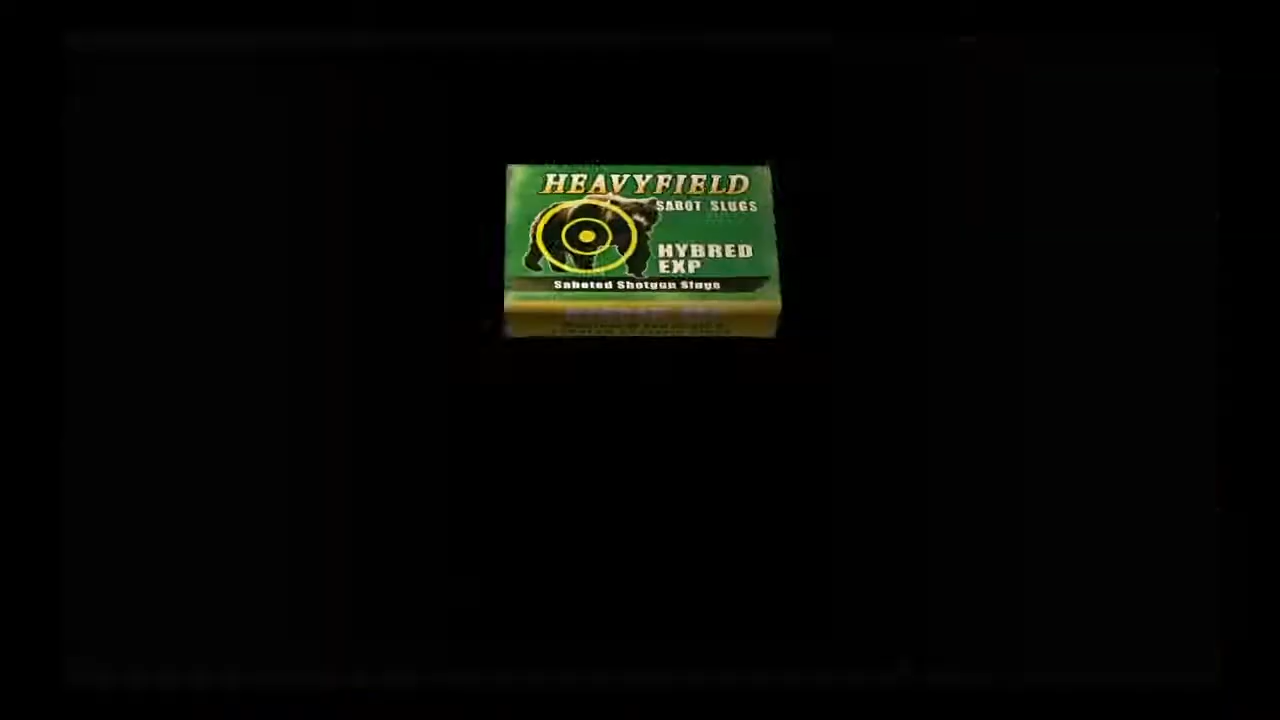 HEAVYFIELD
SABOT SLUGS
HYBRED
EXP
Saboted Shotgun Slugs